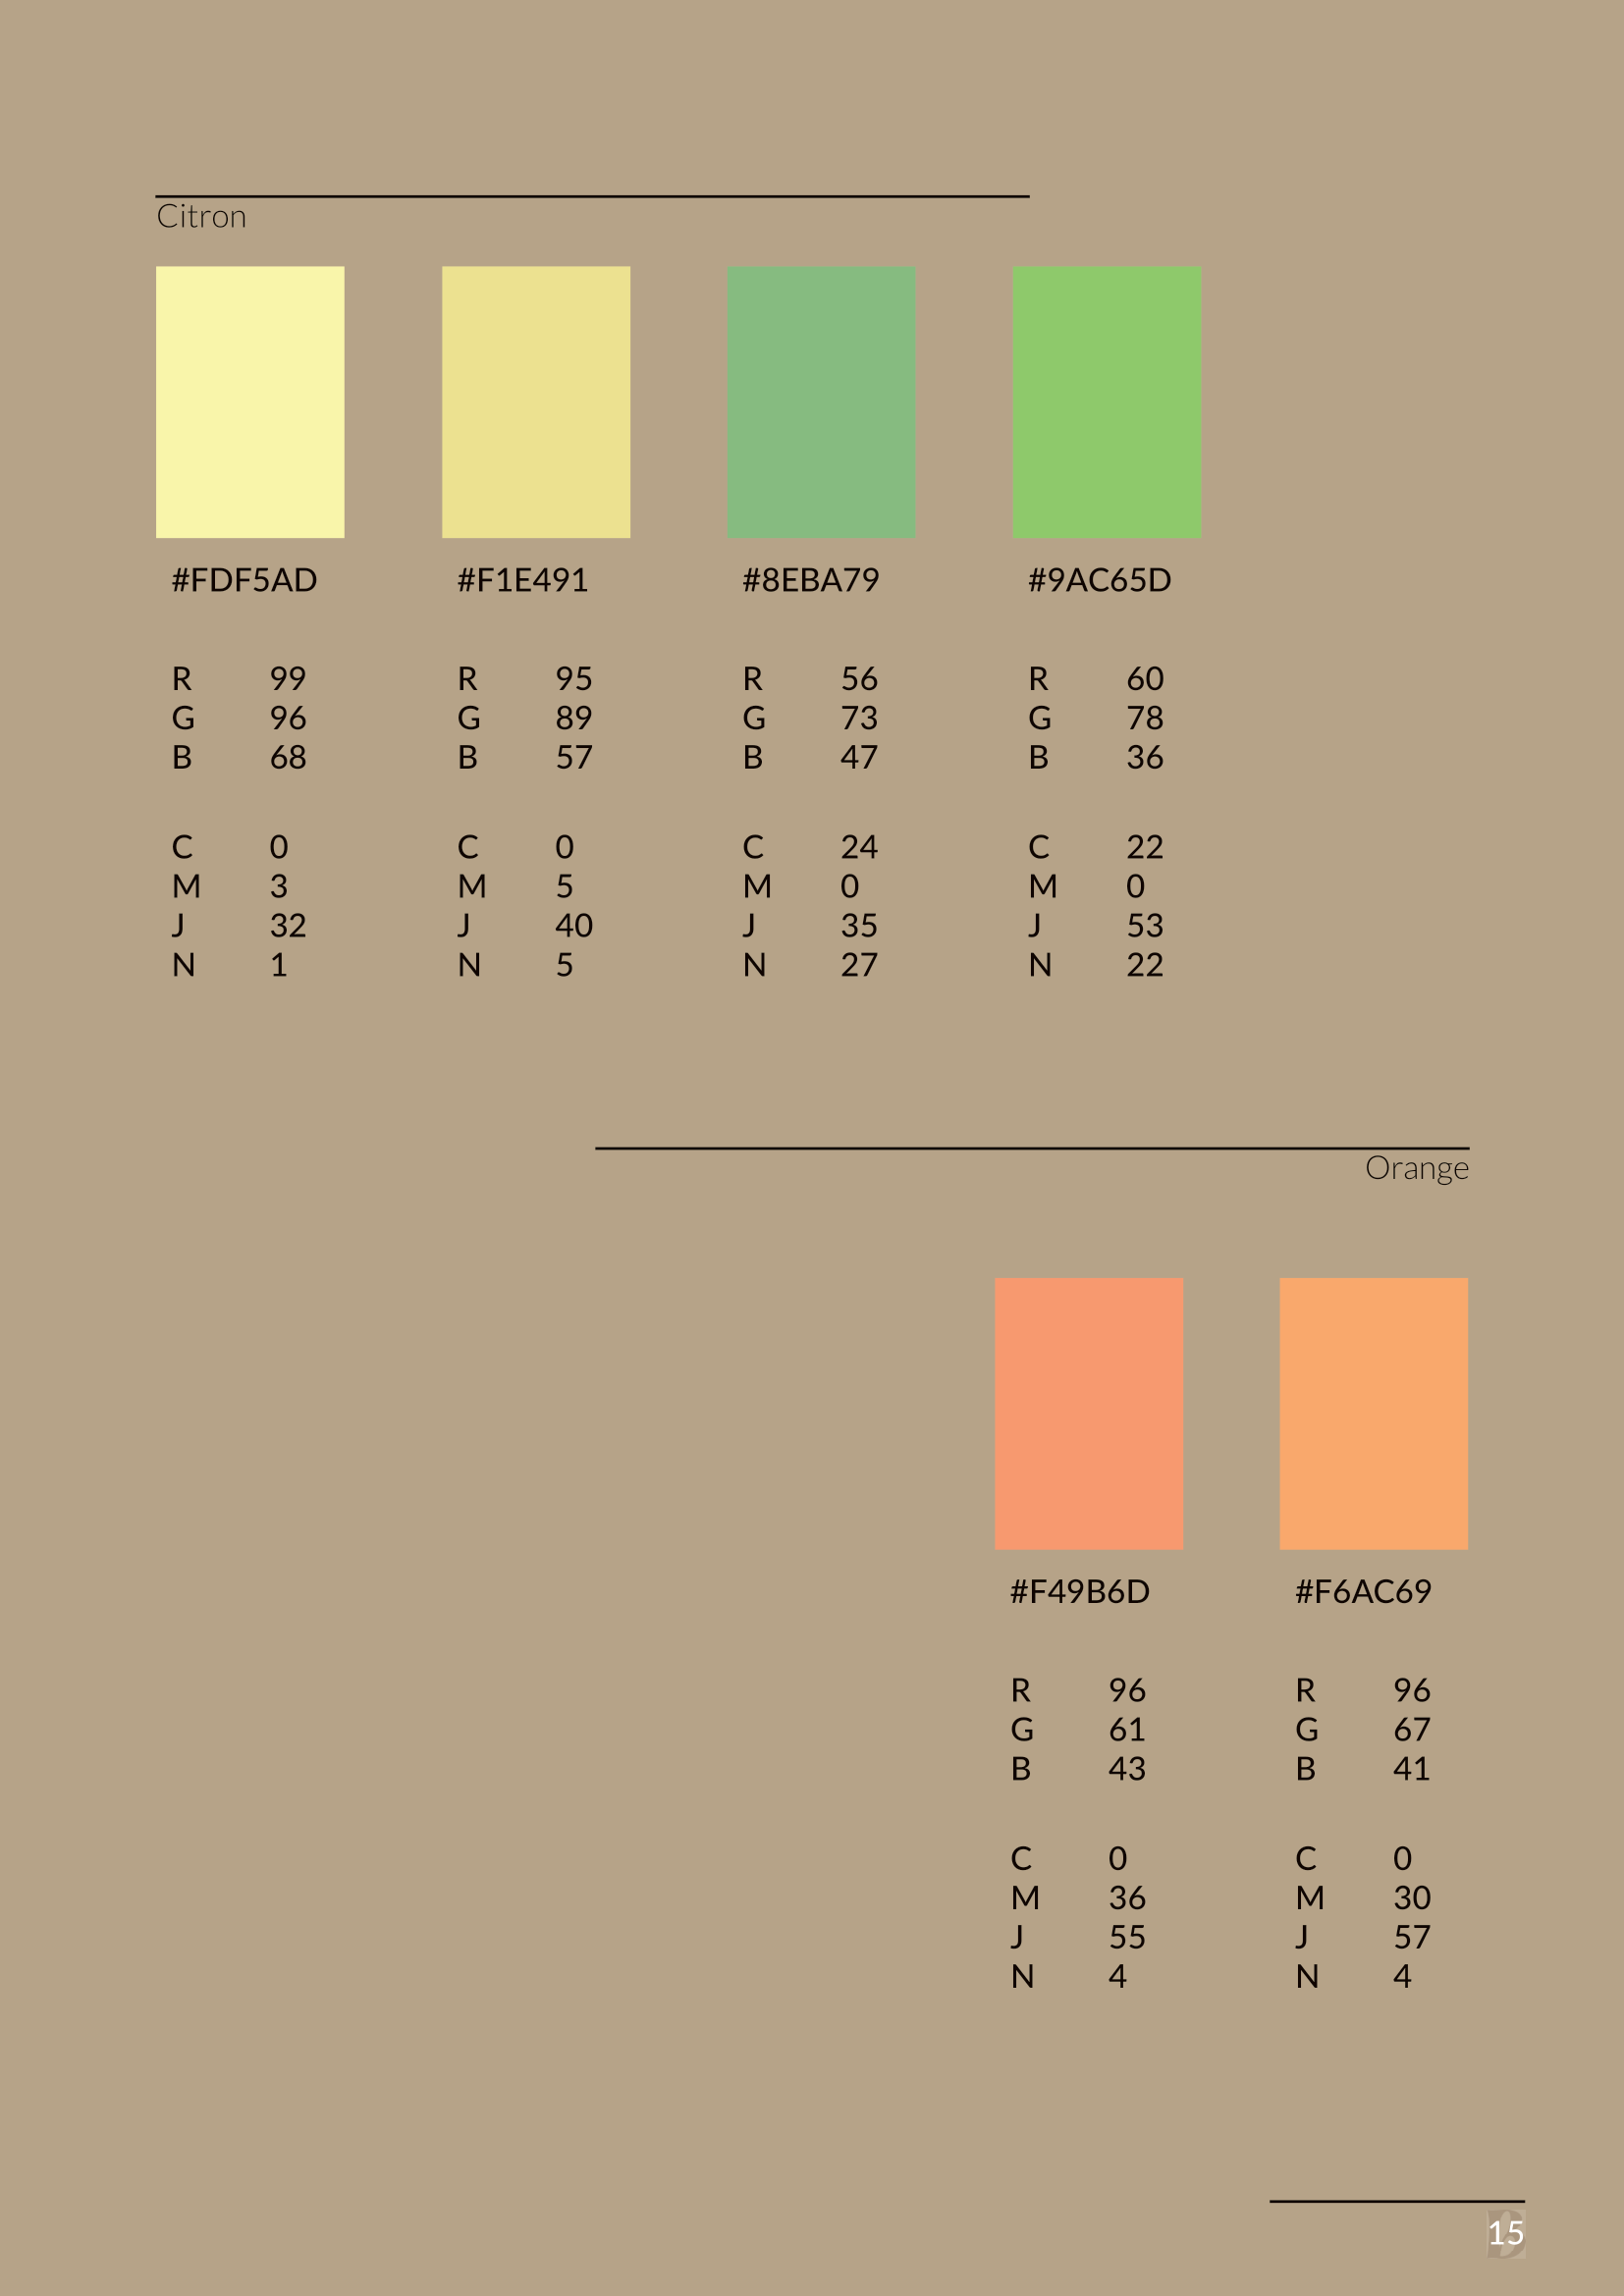 Citron
#FDF5AD #F1E491 #8EBA79 #9AC65D
R 99 R 95 R 56 R 60
G 96 G 89 G 73 G 78
B 68 B 57 B 47 B 36
C 0 C 0 C 24 C 22
M 3 M 5 M 0 M 0
J 32 J 40 J 35 J 53
N 1 N 5 N 27 N 22
Orange
#F49B6D #F6AC69
R 96 R 96
G 61 G 67
B 43 B 41
C 0 C 0
M 36 M 30
J 55 J 57
N 4 N 4
15